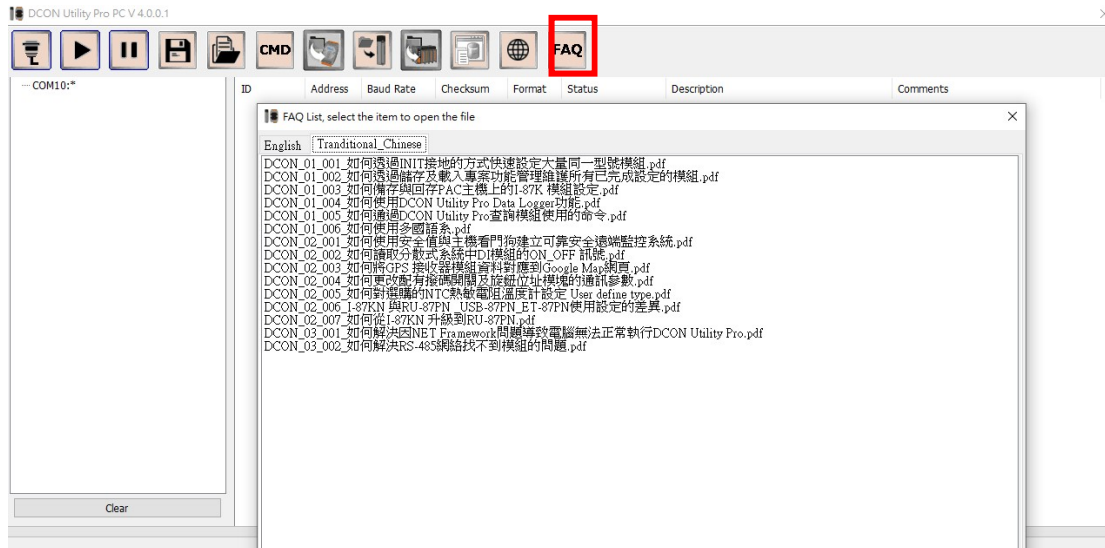 DCON Utility Pro PC V 4.0.0.1
CMD
FAQ
COM10:*
ID Address Baud Rate Checksum Format Status Description Comments
FAQ List, select the item to open the file
English Tranditional_Chinese
DCON_01_001_如何透過INIT接地的方式快速設定大量同一型號模組.pdf
DCON_01_002_如何透過儲存及載入專案功能管理維護所有已完成設定的模組.pdf
DCON_01_003_如何備存與回存PAC主機上的I-87K 模組設定.pdf
DCON_01_004_如何使用DCON Utility Pro Data Logger功能.pdf
DCON_01_005_如何通過DCON Utility Pro查詢模組使用的命令.pdf
DCON_01_006_如何使用多國語系.pdf
DCON_02_001_如何使用安全值與主機看門狗建立可靠安全遠端監控系統.pdf
DCON_02_002_如何讀取分散式系統中DI模組的ON_OFF 訊號.pdf
DCON_02_003_如何將GPS 接收器模組資料對應到Google Map網頁.pdf
DCON_02_004_如何更改配有撥碼開關及旋鈕位址模塊的通訊參數.pdf
DCON_02_005_如何對選購的NTC熱敏電阻溫度計設定 User define type.pdf
DCON_02_006_I-87KN 與RU-87PN_ USB-87PN_ET-87PN使用設定的差異.pdf
DCON_02_007_如何從I-87KN 升級到RU-87PN.pdf
DCON_03_001_如何解決因NET Framework問題導致電腦無法正常執行DCON Utility Pro.pdf
DCON_03_002_如何解決RS-485網絡找不到模組的問題.pdf
Clear